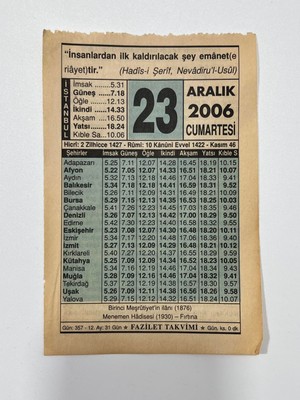 "İnsanlardan ilk kaldırılacak şey emânet(e
riâyet)tir." (Hadîs-i Şerîf, Nevâdiru'l-Usûl)
İSTANBUL
İmsak ........ 5.31
Güneş ..... 7.18
Öğle ....... 12.13
İkindi .... 14.33
Akşam .... 16.50
Yatsı ...... 18.24
Kıble Sa.. 10.06
23
ARALIK
2006
CUMARTESİ
Hicrî: 2 Zilhicce 1427 - Rûmî: 10 Kânûni Evvel 1422 - Kasım 46
Şehirler İmsak Güneş Öğle İkindi Akşam Yatsı Kıble S
Adapazarı 5.25 7.11 12.07 14.28 16.45 18.19 10.15
Afyon 5.22 7.05 12.07 14.33 16.51 18.21 10.07
Aydın 5.32 7.13 12.18 14.46 17.04 18.33 9.41
Balıkesir 5.34 7.18 12.18 14.41 16.59 18.31 9.52
Bilecik 5.26 7.11 12.09 14.31 16.49 18.21 10.09
Bursa 5.29 7.15 12.13 14.35 16.53 18.25 10.03
Çanakkale 5.41 7.26 12.23 14.45 17.03 18.36
Denizli 5.26 7.07 12.13 14.42 17.00 18.29 9.50
Edirne 5.42 7.30 12.23 14.40 16.58 18.32 9.55
Eskişehir 5.23 7.08 12.07 14.30 16.48 18.20 10.11
İzmir 5.34 7.17 12.20 14.48 17.06 18.36
İzmit 5.27 7.13 12.09 14.29 16.48 18.21 10.12
Kırklareli 5.40 7.27 12.20 14.37 16.55 18.29 9.59
Kütahya 5.25 7.09 12.09 14.34 16.52 18.23 10.05
Manisa 5.34 7.16 12.19 14.46 17.04 18.34 9.43
Muğla 5.28 7.09 12.16 14.46 17.04 18.32 9.41
Tekirdağ 5.37 7.23 12.19 14.38 16.57 18.30 9.57
Uşak 5.26 7.09 12.11 14.38 16.56 18.26 9.58
Yalova 5.29 7.15 12.12 14.32 16.51 18.24 10.07
Birinci Meşrûtiyet'in ilânı (1876)
Menemen Hâdisesi (1930) – Fırtına
Gün: 357 - 12. Ay: 31 Gün ★ FAZİLET TAKVİMİ ★ Gün, ks. 0 dk